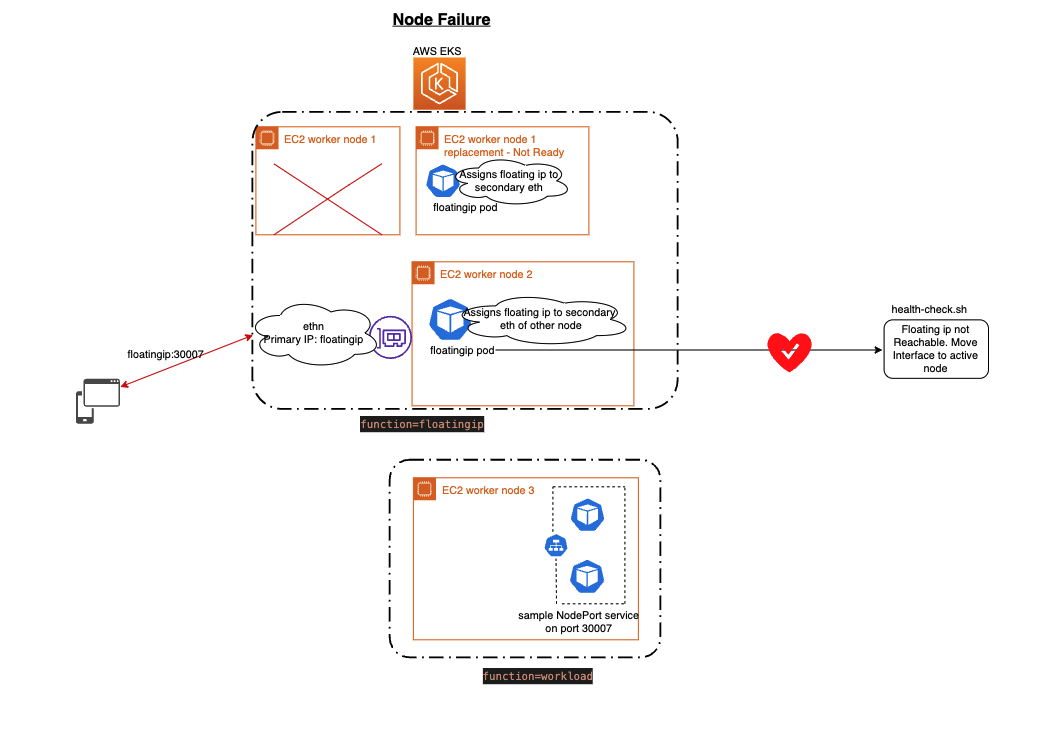 Node Failure
AWS EKS
EC2 worker node 1
EC2 worker node 1
replacement - Not Ready
Assigns floating ip to
secondary eth
floatingip pod
EC2 worker node 2
Assigns floating ip to secondary
eth of other node
floatingip pod
ethn
Primary IP: floatingip
floatingip:30007
health-check.sh
Floating ip not
Reachable. Move
Interface to active
node
function=floatingip
EC2 worker node 3
sample NodePort service
on port 30007
function=workload